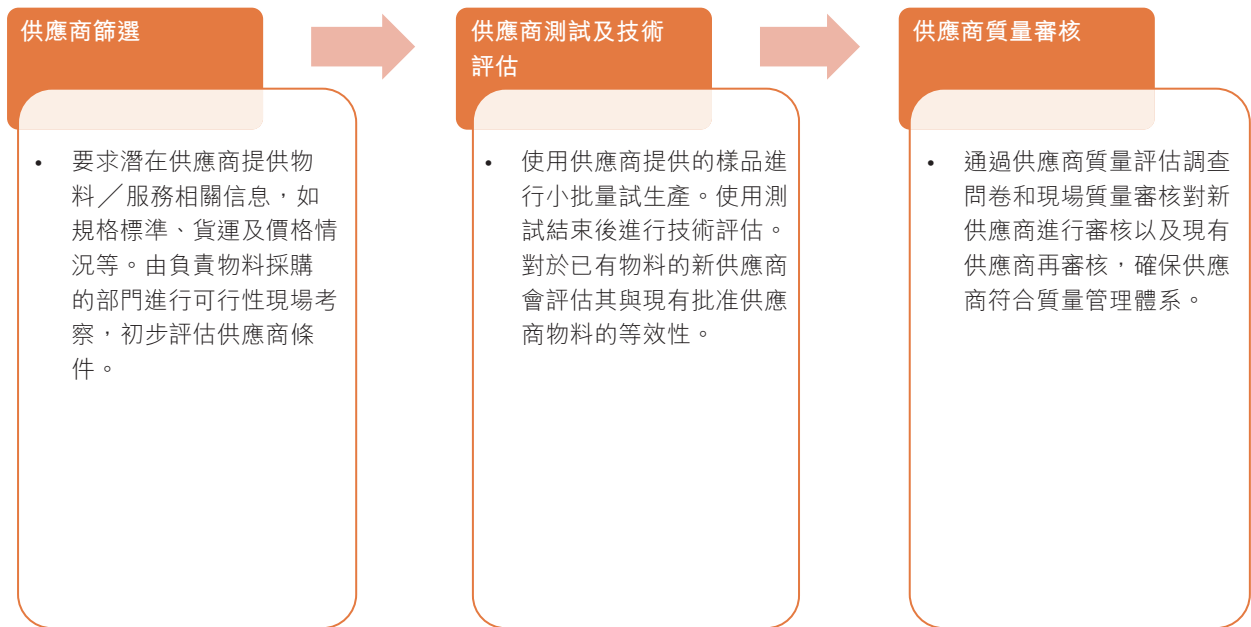 供應商篩選
• 要求潛在供應商提供物
料／服務相關信息，如
規格標準、貨運及價格情
況等。由負責物料採購
的部門進行可行性現場考
察，初步評估供應商條
件。
供應商測試及技術
評估
• 使用供應商提供的樣品進
行小批量試生產。使用測
試結束後進行技術評估。
對於已有物料的新供應商
會評估其與現有批准供應
商物料的等效性。
供應商質量審核
• 通過供應商質量評估調查
問卷和現場質量審核對新
供應商進行審核以及現有
供應商再審核，確保供應
商符合質量管理體系。